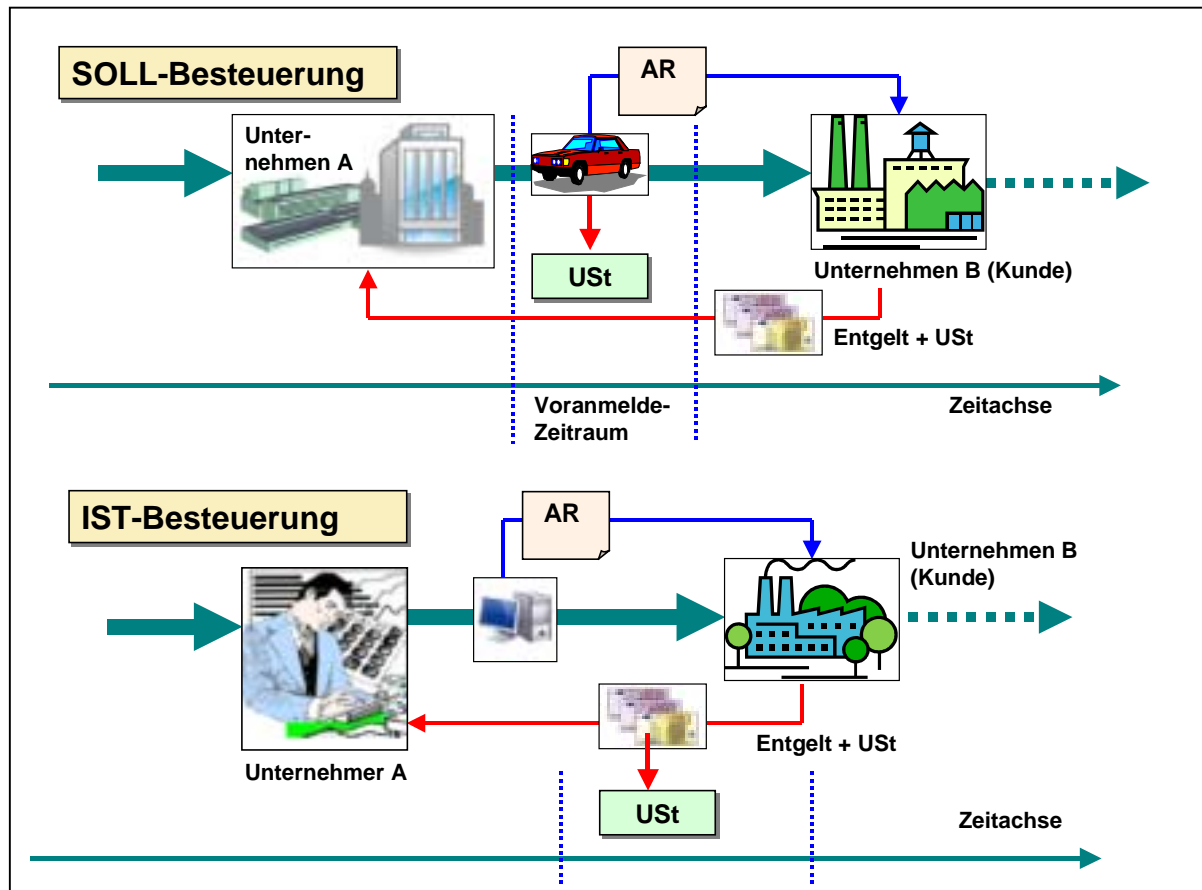 SOLL-Besteuerung
AR
Unter-
nehmen A
USt
Unternehmen B (Kunde)
Entgelt + USt
Voranmelde-
Zeitraum
Zeitachse
IST-Besteuerung
AR
Unternehmen B
(Kunde)
Entgelt + USt
Unternehmer A
USt
Zeitachse